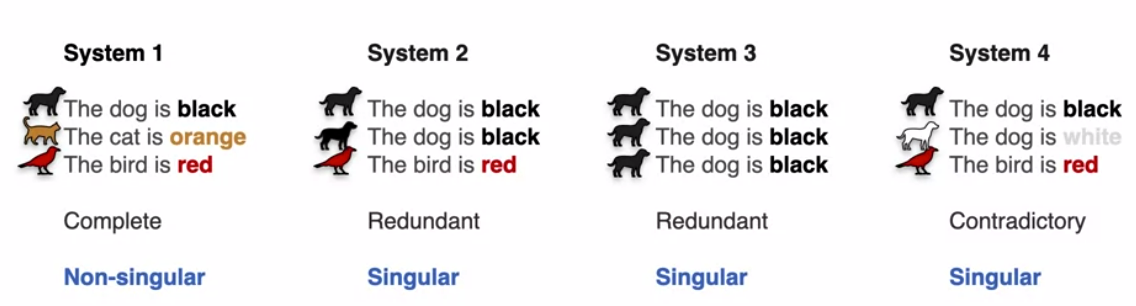 System 1
The dog is black
The cat is orange
The bird is red
Complete
Non-singular
System 2
The dog is black
The dog is black
The bird is red
Redundant
Singular
System 3
The dog is black
The dog is black
The dog is black
Redundant
Singular
System 4
The dog is black
The dog is white
The bird is red
Contradictory
Singular